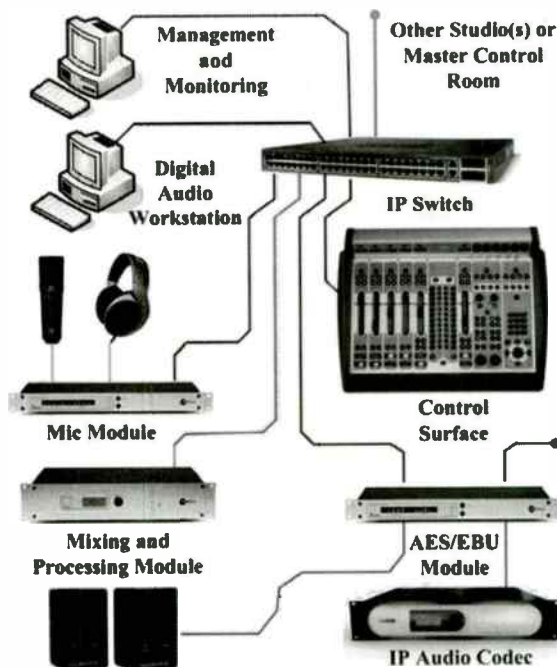 Management
and
Monitoring
Other Studio(s) or
Master Control
Room
Digital
Audio
Workstation
IP Switch
Mic Module
Control
Surface
Mixing and
Processing Module
AES/EBU
Module
IP Audio Codec